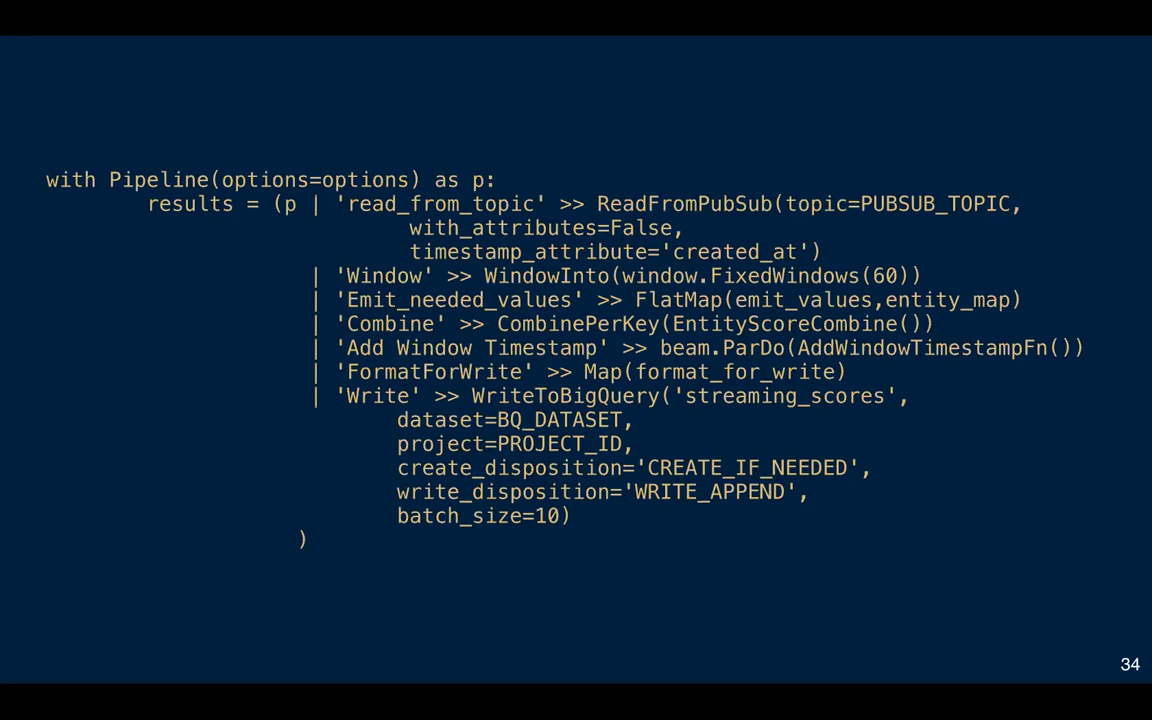 with Pipeline(options=options) as p:
results = (p | 'read_from_topic' >> ReadFromPubSub(topic=PUBSUB_TOPIC,
with_attributes=False,
timestamp_attribute='created_at')
| 'Window' >> WindowInto(window.FixedWindows(60))
| 'Emit_needed_values' >> FlatMap(emit_values,entity_map)
| 'Combine' >> CombinePerKey(EntityScoreCombine())
| 'Add Window Timestamp' >> beam.ParDo(AddWindowTimestampFn())
| 'FormatForWrite' >> Map(format_for_write)
| 'Write' >> WriteToBigQuery('streaming_scores',
dataset=BQ_DATASET,
project=PROJECT_ID,
create_disposition='CREATE_IF_NEEDED',
write_disposition='WRITE_APPEND',
batch_size=10)
)
34